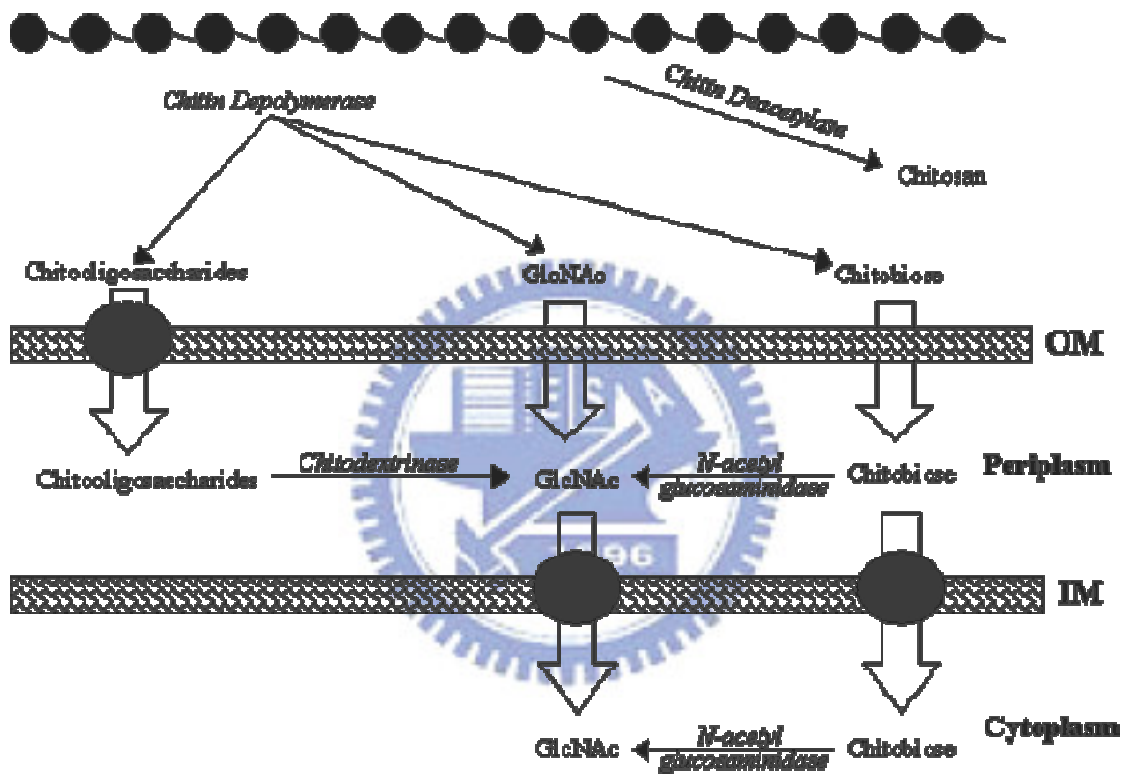 Chitin Depolymerase
Chitin Deacetylase
Chitosan
Chitooligosaccharides
GlcNAc
Chitobiose
OM
E S A
Chitooligosaccharides
Chitodextrinase
GlcNAc
N-acetyl
glucosaminidase
Chitobiose
Periplasm
1896
IM
GlcNAc
N-acetyl
glucosaminidase
Chitobiose
Cytoplasm